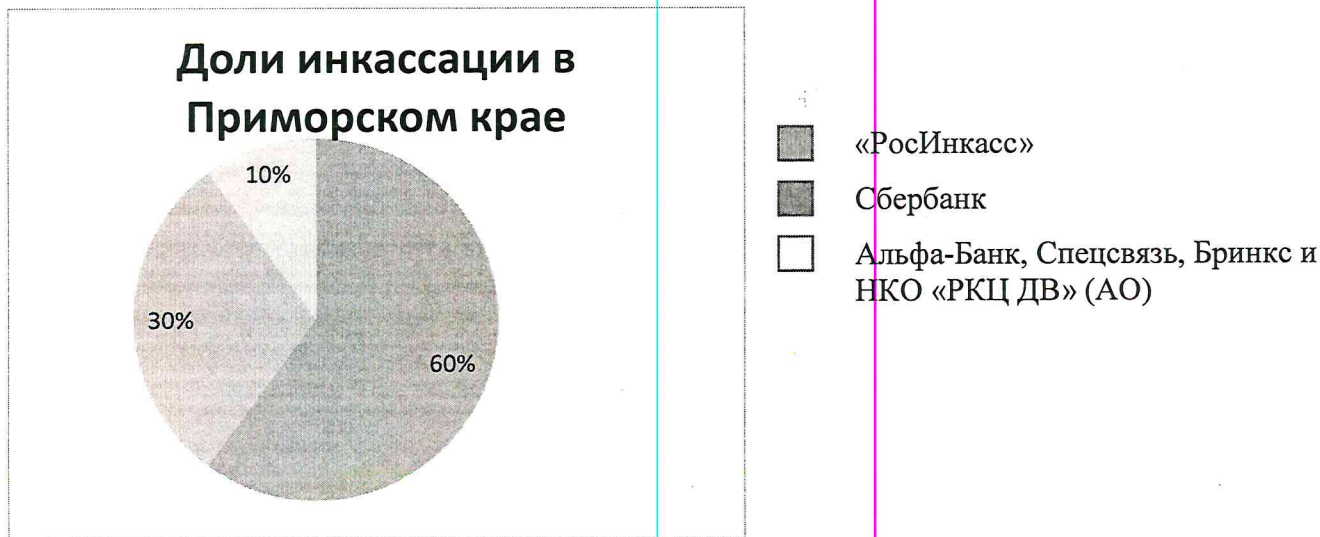 Доли инкассации в
Приморском крае
10%
30%
60%
«РосИнкасс»
Сбербанк
Альфа-Банк, Спецсвязь, Бринкс и
НКО «РКЦ ДВ» (АО)